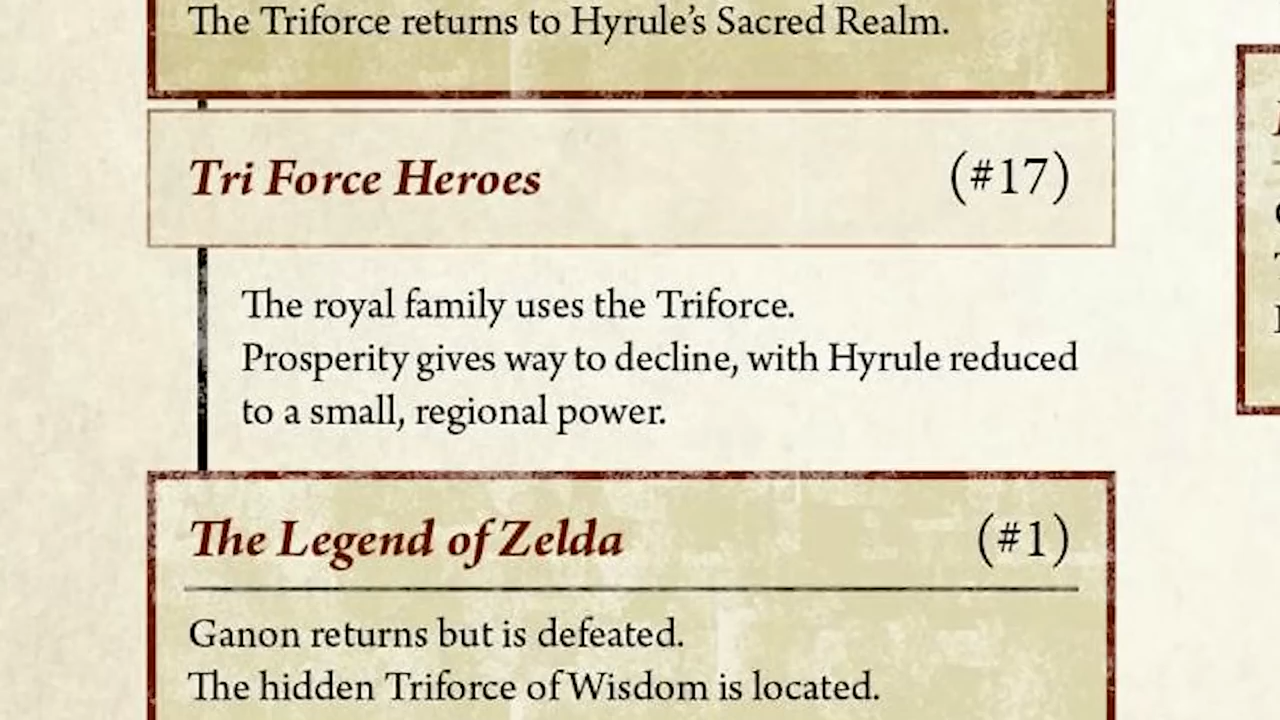 The Triforce returns to Hyrule’s Sacred Realm.
Tri Force Heroes (#17)
The royal family uses the Triforce.
Prosperity gives way to decline, with Hyrule reduced
to a small, regional power.
The Legend of Zelda (#1)
Ganon returns but is defeated.
The hidden Triforce of Wisdom is located.